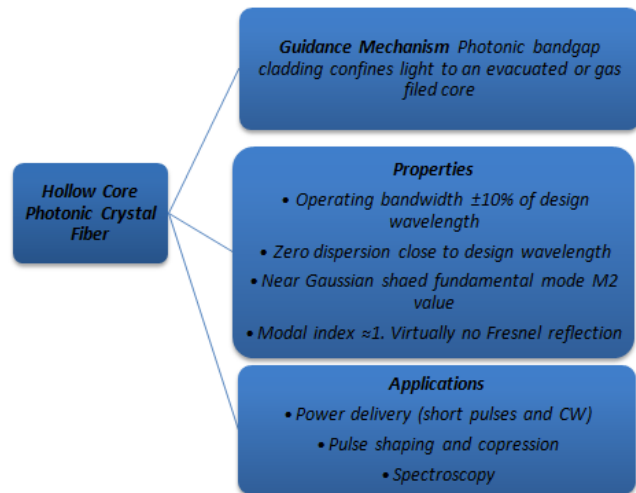 Guidance Mechanism Photonic bandgap
cladding confines light to an evacuated or gas
filed core
Hollow Core
Photonic Crystal
Fiber
Properties
• Operating bandwidth ±10% of design
wavelength
• Zero dispersion close to design wavelength
• Near Gaussian shaed fundamental mode M2
value
• Modal index ≈1. Virtually no Fresnel reflection
Applications
• Power delivery (short pulses and CW)
• Pulse shaping and copression
• Spectroscopy